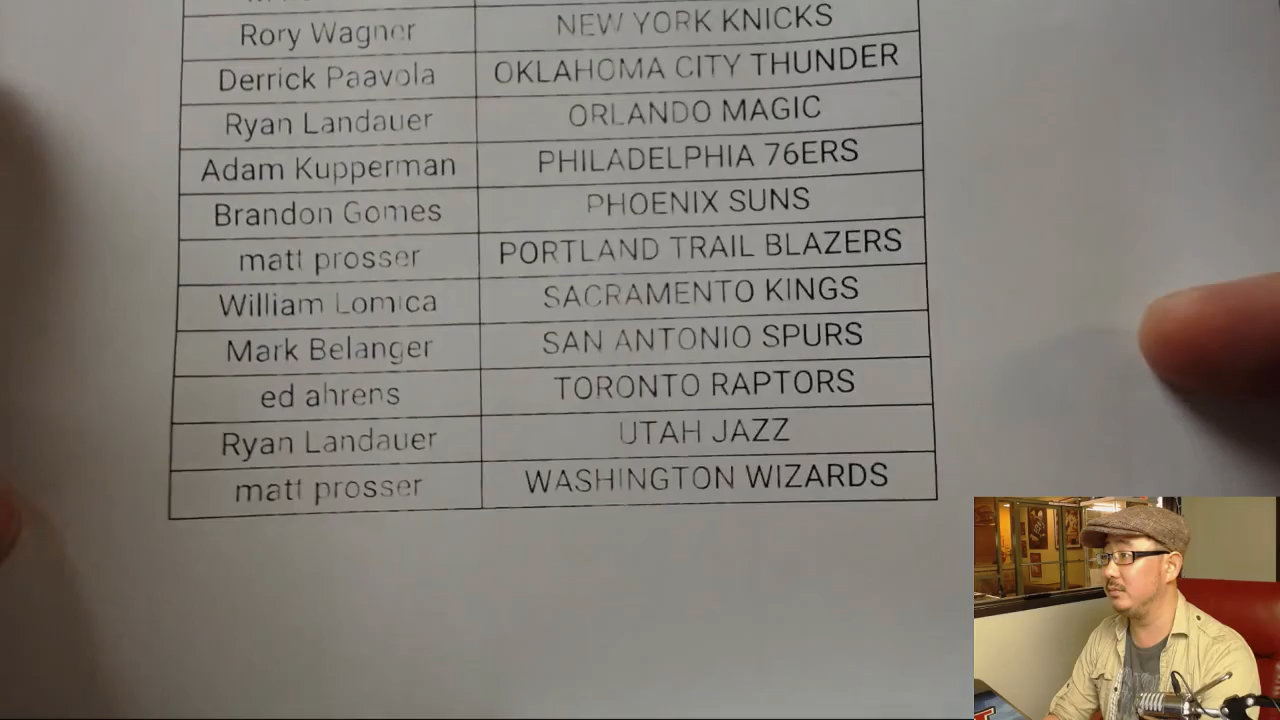 Rory Wagner NEW YORK KNICKS
Derrick Paavola OKLAHOMA CITY THUNDER
Ryan Landauer ORLANDO MAGIC
Adam Kupperman PHILADELPHIA 76ERS
Brandon Gomes PHOENIX SUNS
matt prosser PORTLAND TRAIL BLAZERS
William Lomica SACRAMENTO KINGS
Mark Belanger SAN ANTONIO SPURS
ed ahrens TORONTO RAPTORS
Ryan Landauer UTAH JAZZ
matt prosser WASHINGTON WIZARDS